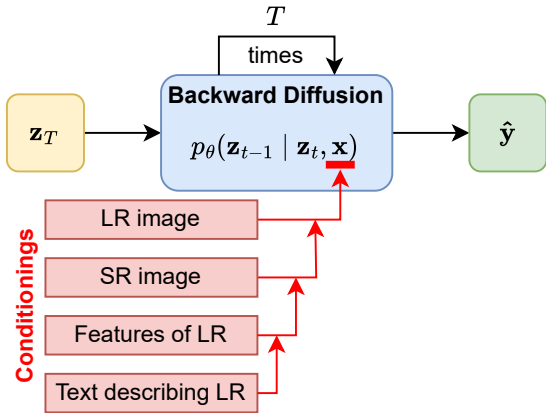 T
times
Backward Diffusion
𝐳_T
p_θ(𝐳_{t−1} | 𝐳_t, 𝐱)
𝐲̂
Conditionings
LR image
SR image
Features of LR
Text describing LR